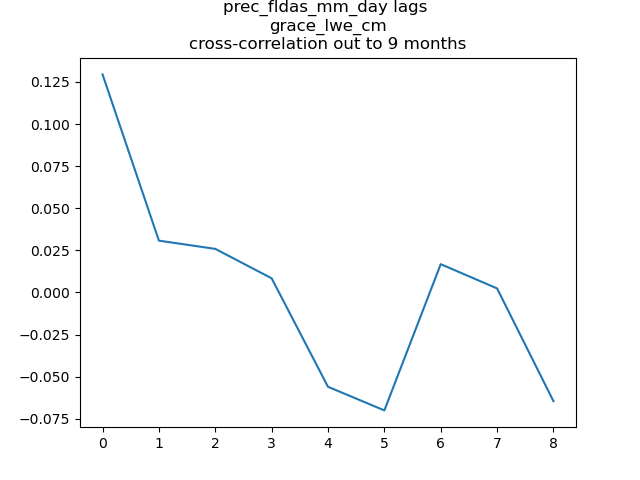 prec_fldas_mm_day lags
grace_lwe_cm
cross-correlation out to 9 months
0.125
0.100
0.075
0.050
0.025
0.000
−0.025
−0.050
−0.075
0 1 2 3 4 5 6 7 8